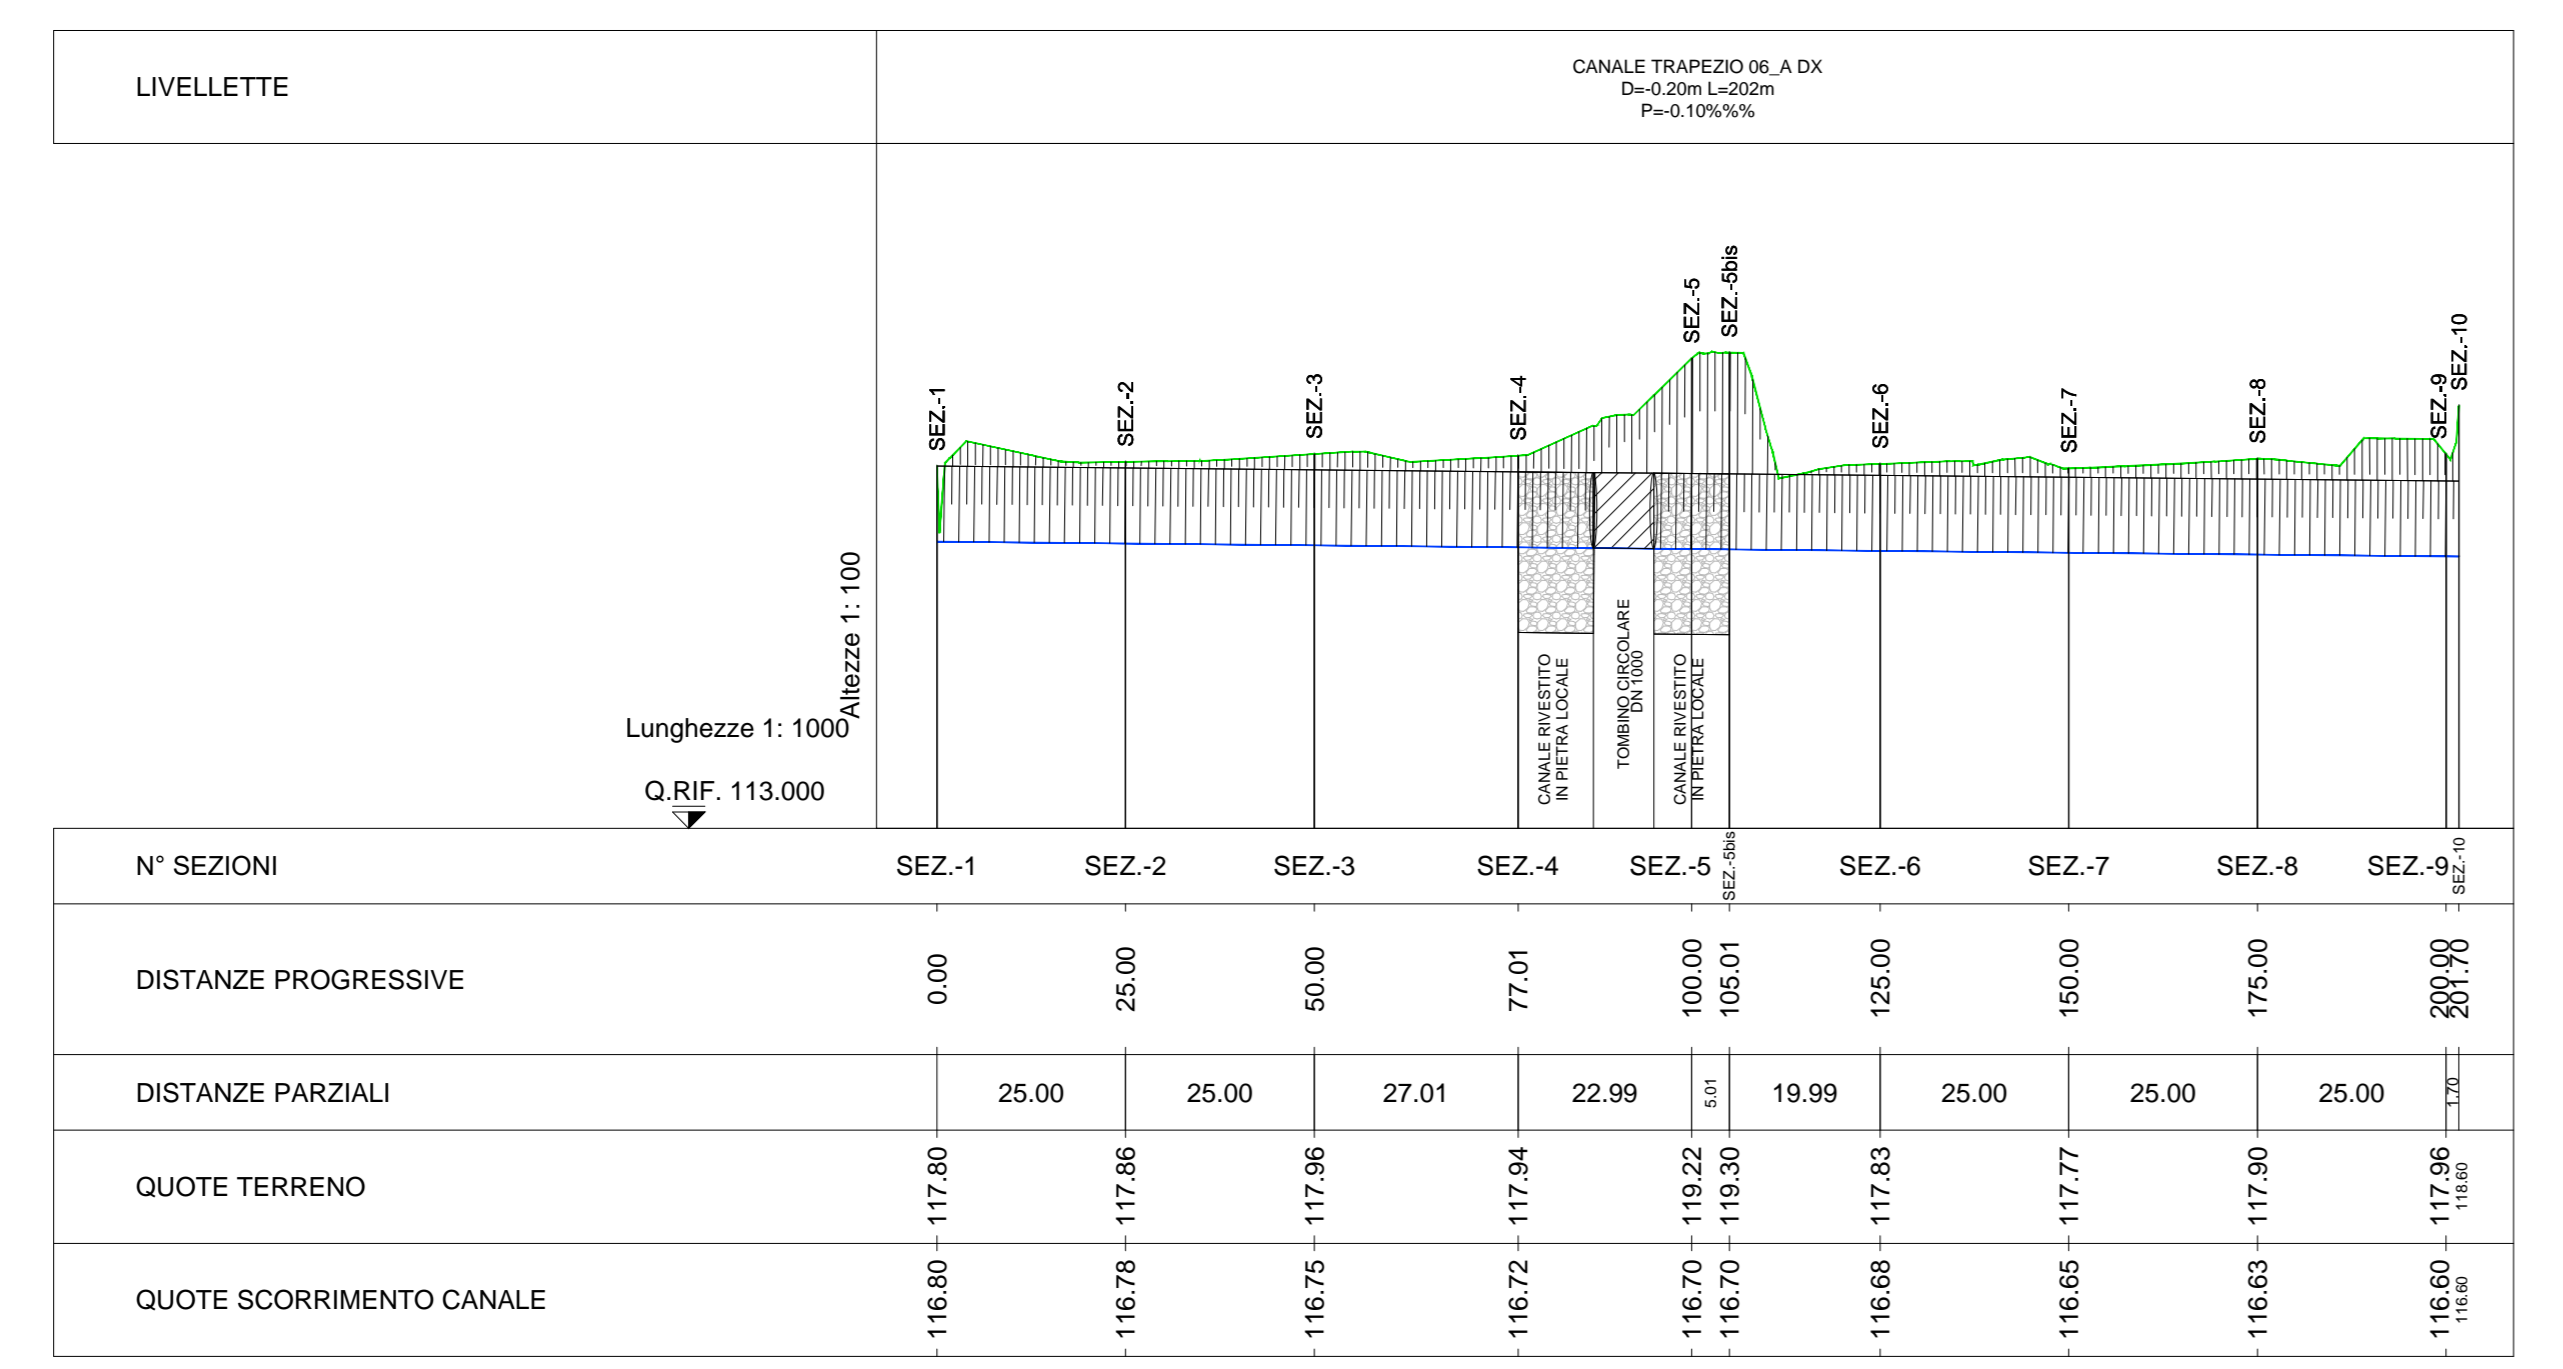 LIVELLETTE
CANALE TRAPEZIO 06_A DX
D=-0.20m L=202m
P=-0.10%%%
SEZ.-1
SEZ.-2
SEZ.-3
SEZ.-4
SEZ.-5
SEZ.-5bis
SEZ.-6
SEZ.-7
SEZ.-8
SEZ.-9
SEZ.-10
Altezze 1: 100
Lunghezze 1: 1000
Q.RIF. 113.000
CANALE RIVESTITO
IN PIETRA LOCALE
TOMBINO CIRCOLARE
DN 1000
CANALE RIVESTITO
IN PIETRA LOCALE
N° SEZIONI SEZ.-1 SEZ.-2 SEZ.-3 SEZ.-4 SEZ.-5 SEZ.-5bis SEZ.-6 SEZ.-7 SEZ.-8 SEZ.-9 SEZ.-10
DISTANZE PROGRESSIVE 0.00 25.00 50.00 77.01 100.00 105.01 125.00 150.00 175.00 200.00 201.70
DISTANZE PARZIALI 25.00 25.00 27.01 22.99 5.01 19.99 25.00 25.00 25.00 1.70
QUOTE TERRENO 117.80 117.86 117.96 117.94 119.22 119.30 117.83 117.77 117.90 117.96 118.60
QUOTE SCORRIMENTO CANALE 116.80 116.78 116.75 116.72 116.70 116.70 116.68 116.65 116.63 116.60 116.60